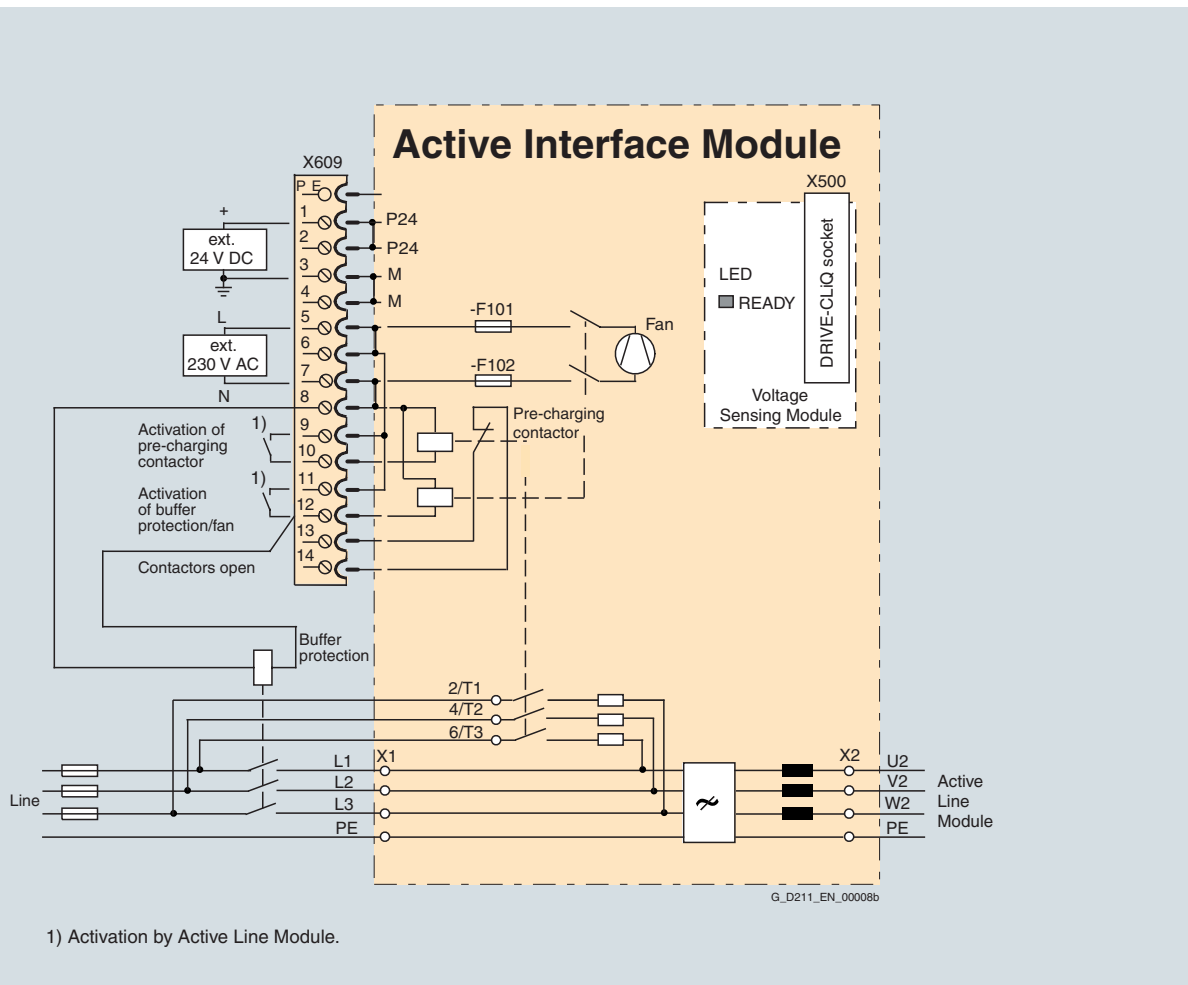 Active Interface Module
X609
X500
P E
1
2
3
4
5
6
7
8
9
10
11
12
13
14
P24
P24
M
M
+
ext.
24 V DC
L
ext.
230 V AC
N
-F101
-F102
Fan
LED
READY
DRIVE-CLiQ socket
Voltage
Sensing Module
Pre-charging
contactor
1)
Activation of
pre-charging
contactor
1)
Activation
of buffer
protection/fan
Contactors open
Buffer
protection
2/T1
4/T2
6/T3
Line
L1
L2
L3
PE
X1
≁
X2
U2
V2
W2
PE
Active
Line
Module
G_D211_EN_00008b
1) Activation by Active Line Module.